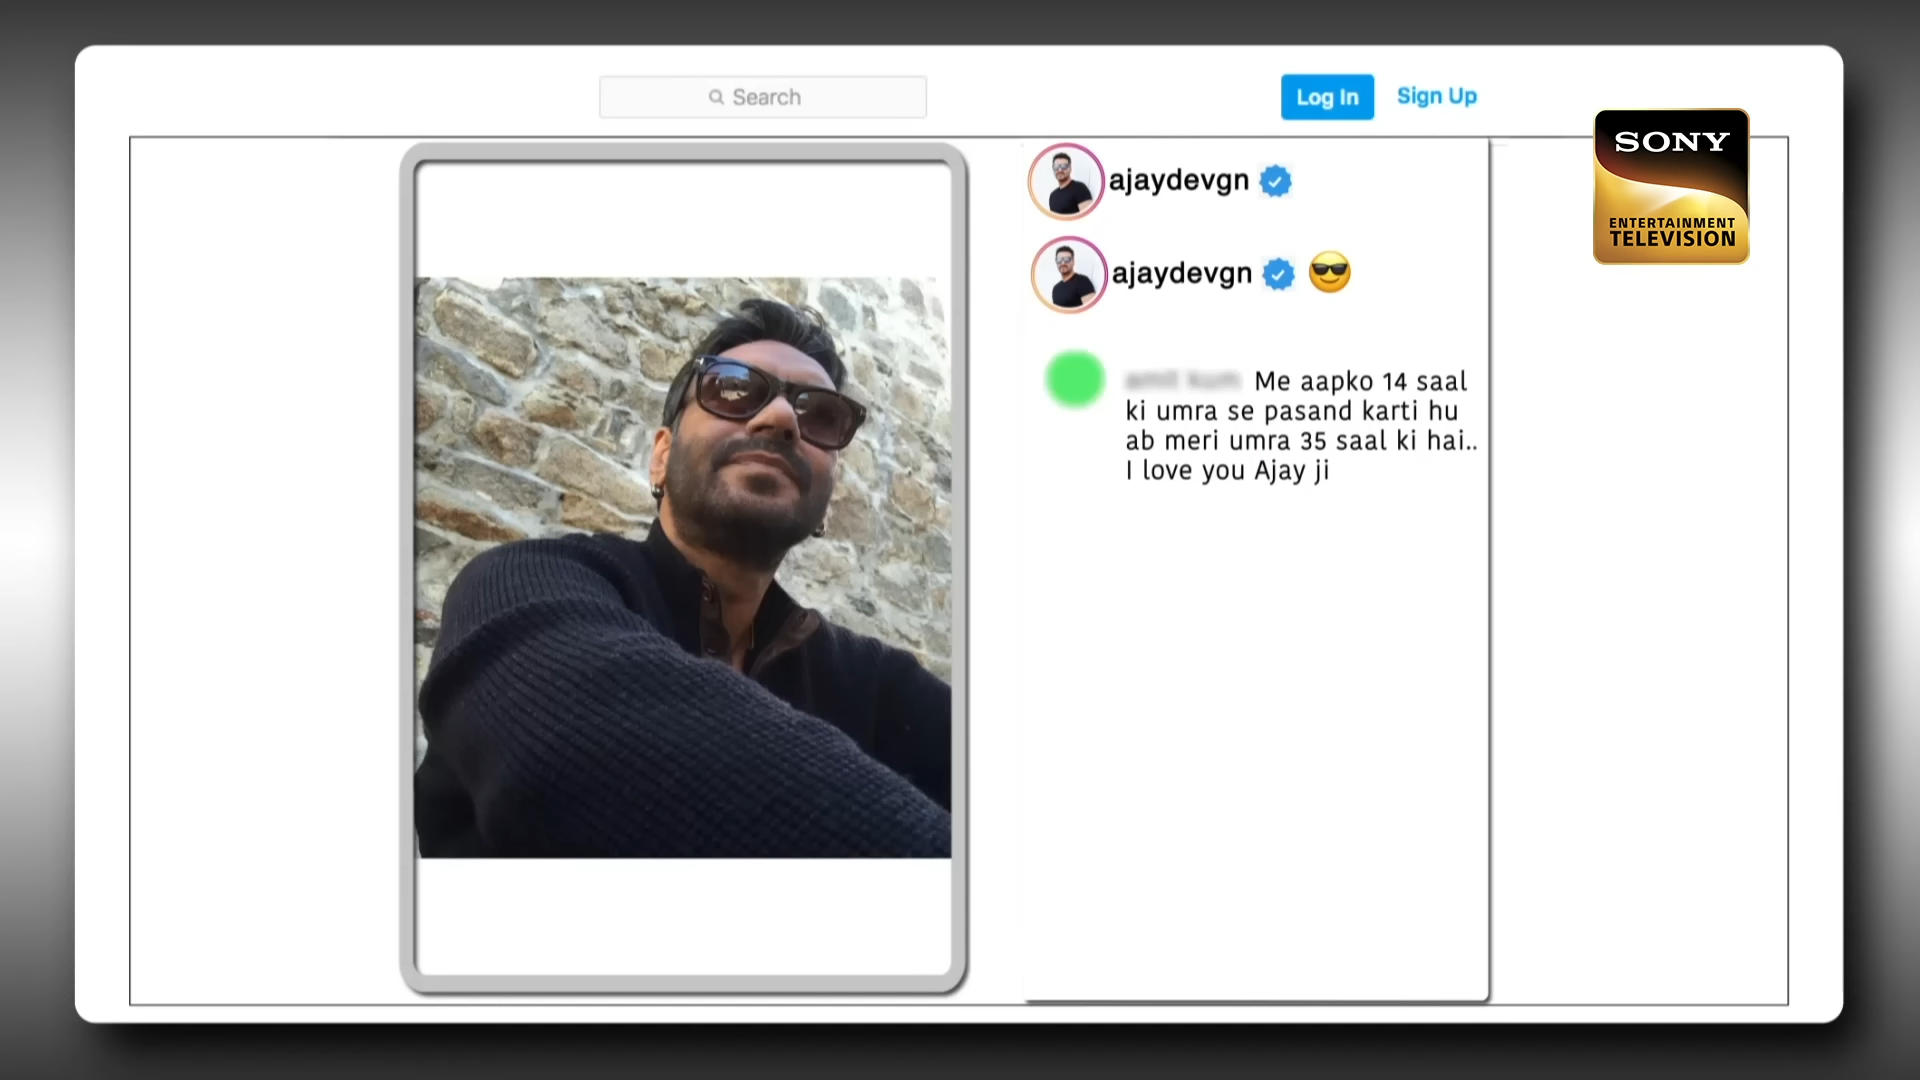 Search
Log In
Sign Up
SONY
ENTERTAINMENT
TELEVISION
ajaydevgn
ajaydevgn 😎
Me aapko 14 saal
ki umra se pasand karti hu
ab meri umra 35 saal ki hai..
I love you Ajay ji